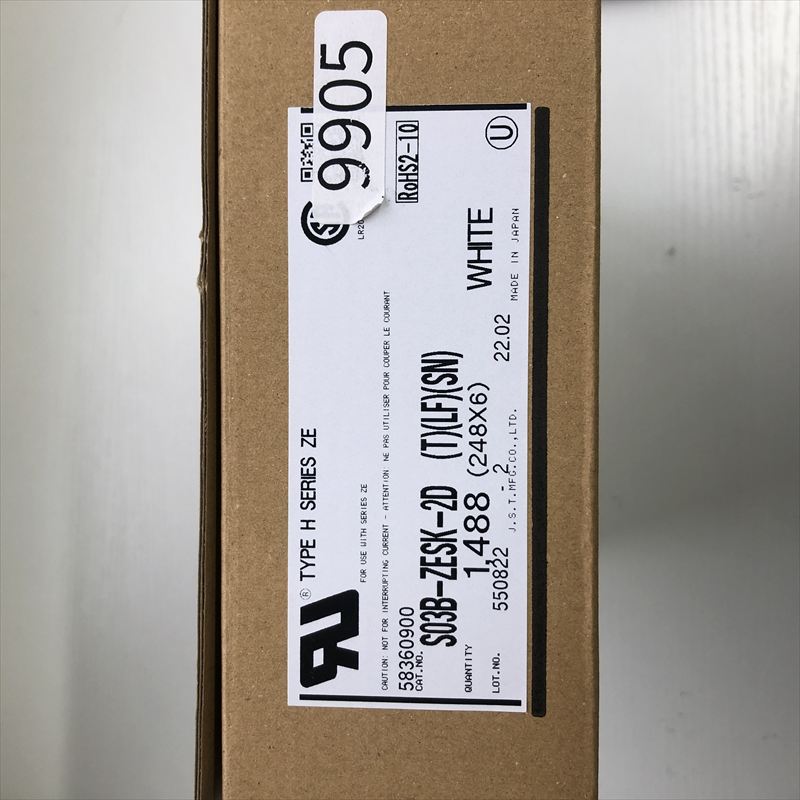 9905
® TYPE H SERIES ZE
FOR USE WITH SERIES ZE
RoHS2-10
CAUTION: NOT FOR INTERRUPTING CURRENT - ATTENTION: NE PAS UTILISER POUR COUPER LE COURANT
58360900
CAT.NO. S03B-ZESK-2D (T)(LF)(SN)
QUANTITY 1,488 (248X6) WHITE
LOT.NO. 550822 - 2 22.02
J.S.T.MFG.CO.,LTD. MADE IN JAPAN
U